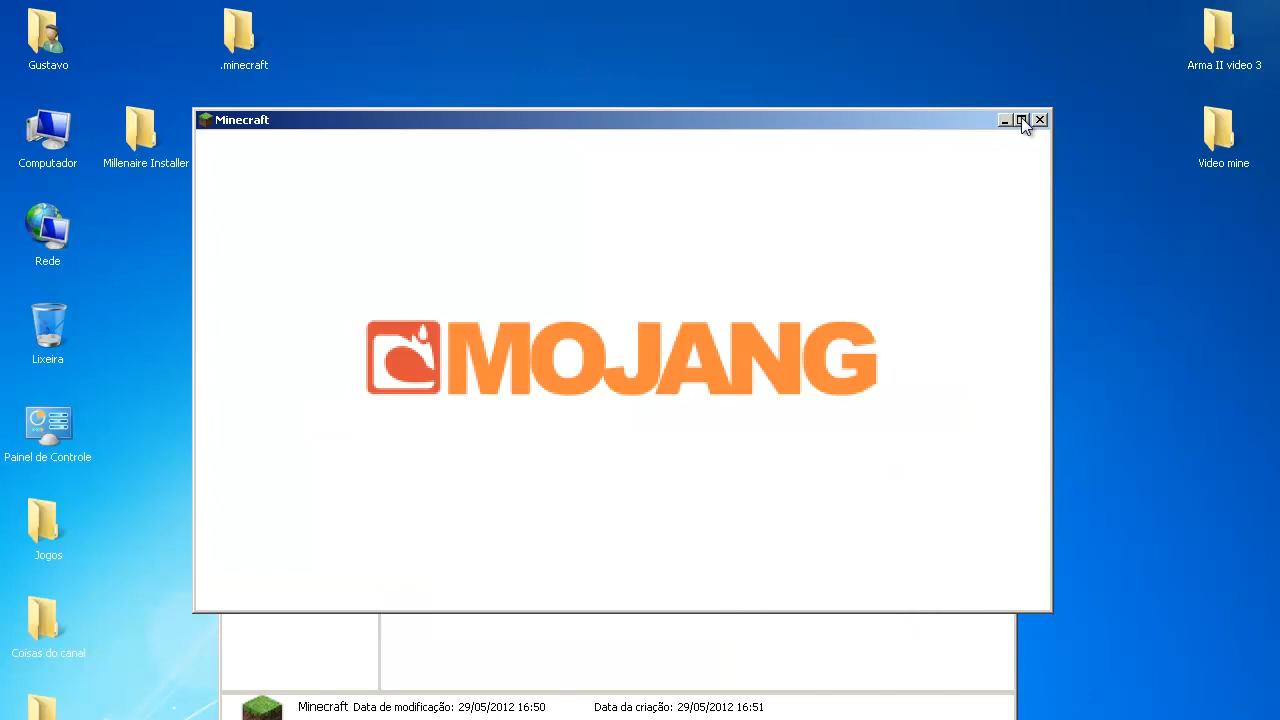 Gustavo
.minecraft
Arma II video 3
Minecraft
Computador
Millenaire Installer
Video mine
Rede
MOJANG
Lixeira
Painel de Controle
Jogos
Coisas do canal
Minecraft Data de modificação: 29/05/2012 16:50 Data da criação: 29/05/2012 16:51